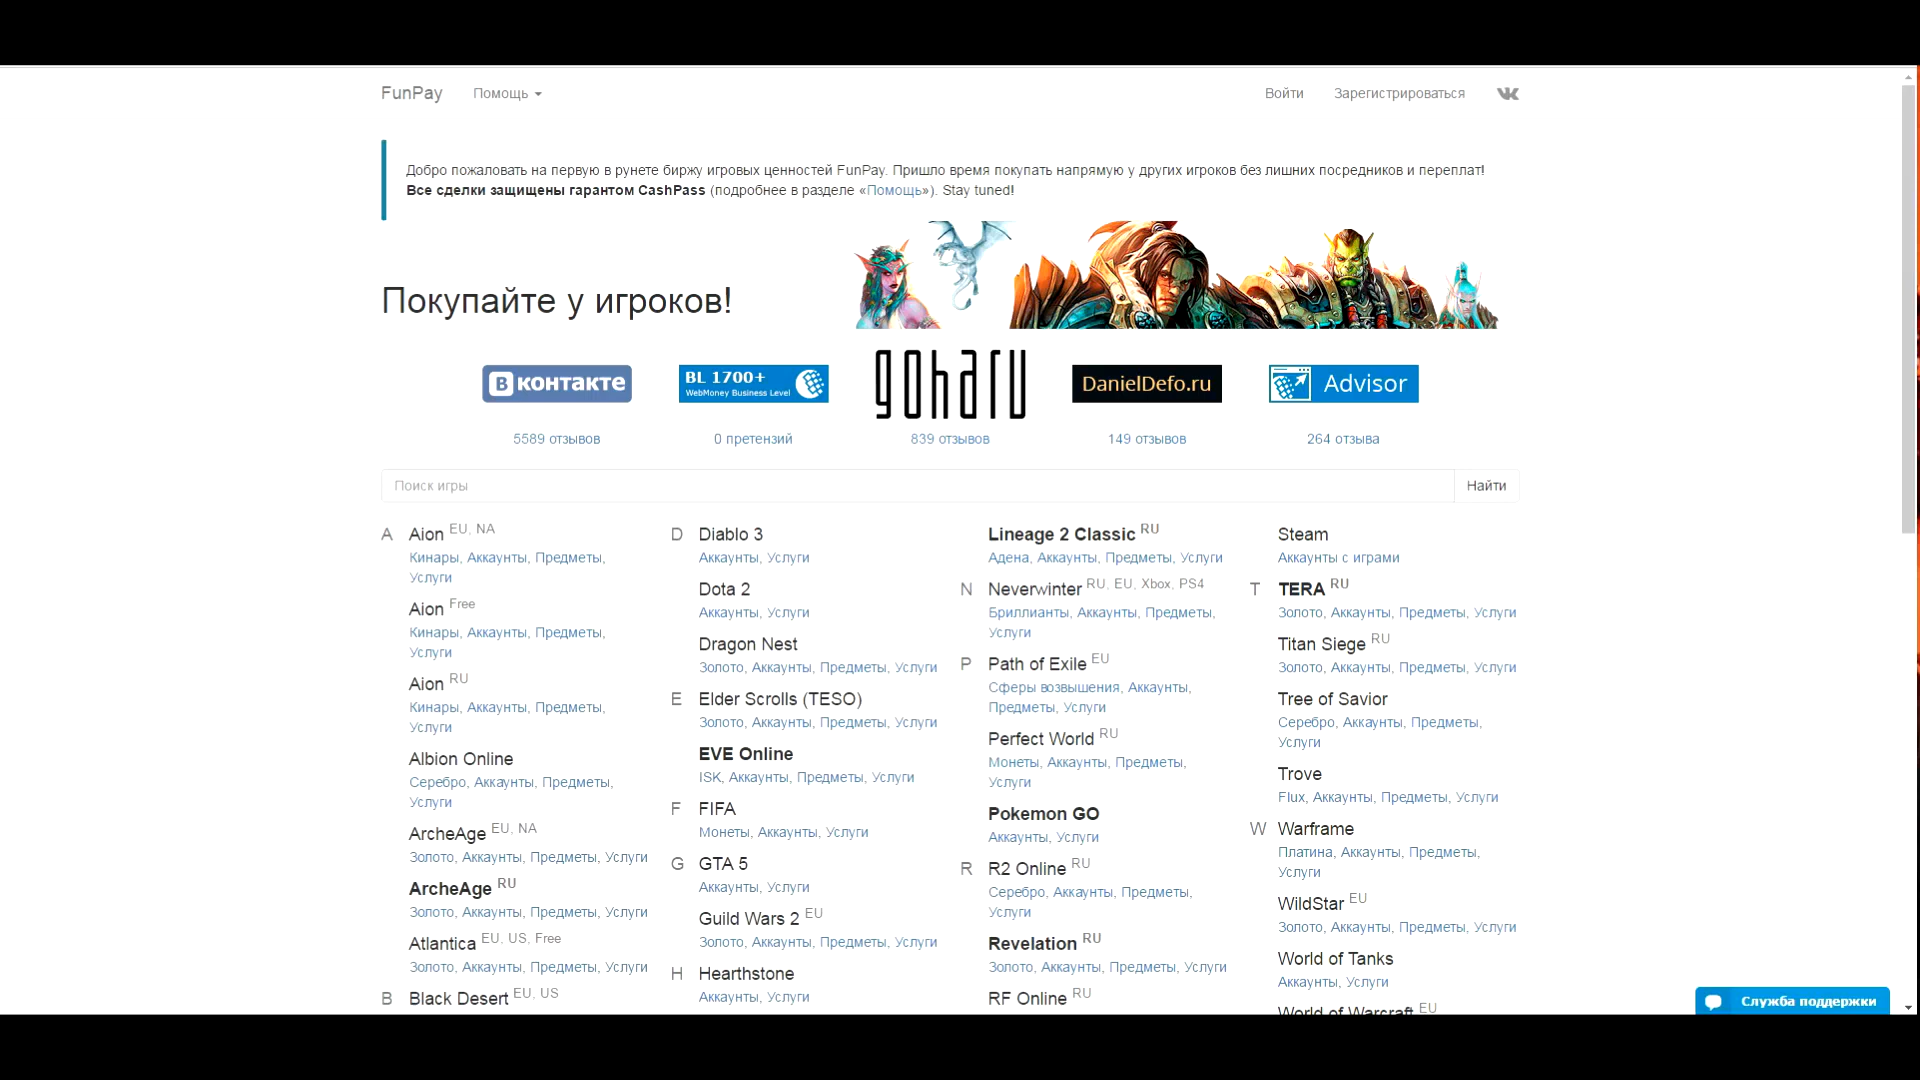 FunPay Помощь Войти Зарегистрироваться
Добро пожаловать на первую в рунете биржу игровых ценностей FunPay. Пришло время покупать напрямую у других игроков без лишних посредников и переплат!
Все сделки защищены гарантом CashPass (подробнее в разделе «Помощь»). Stay tuned!
Покупайте у игроков!
В контакте
BL 1700+
WebMoney Business Level
goharu
DanielDefo.ru
Advisor
5589 отзывов 0 претензий 839 отзывов 149 отзывов 264 отзыва
Поиск игры Найти
A Aion EU, NA
Кинары, Аккаунты, Предметы,
Услуги
Aion Free
Кинары, Аккаунты, Предметы,
Услуги
Aion RU
Кинары, Аккаунты, Предметы,
Услуги
Albion Online
Серебро, Аккаунты, Предметы,
Услуги
ArcheAge EU, NA
Золото, Аккаунты, Предметы, Услуги
ArcheAge RU
Золото, Аккаунты, Предметы, Услуги
Atlantica EU, US, Free
Золото, Аккаунты, Предметы, Услуги
B Black Desert EU, US
D Diablo 3
Аккаунты, Услуги
Dota 2
Аккаунты, Услуги
Dragon Nest
Золото, Аккаунты, Предметы, Услуги
E Elder Scrolls (TESO)
Золото, Аккаунты, Предметы, Услуги
EVE Online
ISK, Аккаунты, Предметы, Услуги
F FIFA
Монеты, Аккаунты, Услуги
G GTA 5
Аккаунты, Услуги
Guild Wars 2 EU
Золото, Аккаунты, Предметы, Услуги
H Hearthstone
Аккаунты, Услуги
Lineage 2 Classic RU
Адена, Аккаунты, Предметы, Услуги
N Neverwinter RU, EU, Xbox, PS4
Бриллианты, Аккаунты, Предметы,
Услуги
P Path of Exile EU
Сферы возвышения, Аккаунты,
Предметы, Услуги
Perfect World RU
Монеты, Аккаунты, Предметы,
Услуги
Pokemon GO
Аккаунты, Услуги
R R2 Online RU
Серебро, Аккаунты, Предметы,
Услуги
Revelation RU
Золото, Аккаунты, Предметы, Услуги
RF Online RU
Steam
Аккаунты с играми
T TERA RU
Золото, Аккаунты, Предметы, Услуги
Titan Siege RU
Золото, Аккаунты, Предметы, Услуги
Tree of Savior
Серебро, Аккаунты, Предметы,
Услуги
Trove
Flux, Аккаунты, Предметы, Услуги
W Warframe
Платина, Аккаунты, Предметы,
Услуги
WildStar EU
Золото, Аккаунты, Предметы, Услуги
World of Tanks
Аккаунты, Услуги
World of Warcraft EU
Служба поддержки